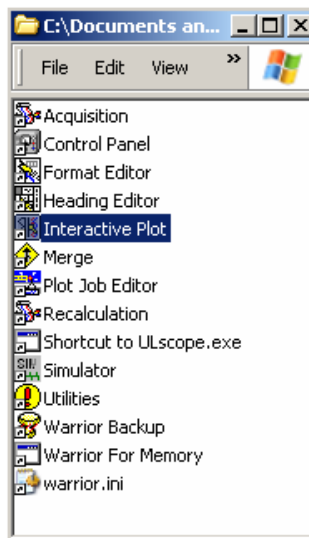 C:\Documents an...
File Edit View »
Acquisition
Control Panel
Format Editor
Heading Editor
Interactive Plot
Merge
Plot Job Editor
Recalculation
Shortcut to ULscope.exe
SIM Simulator
Utilities
Warrior Backup
Warrior For Memory
warrior.ini